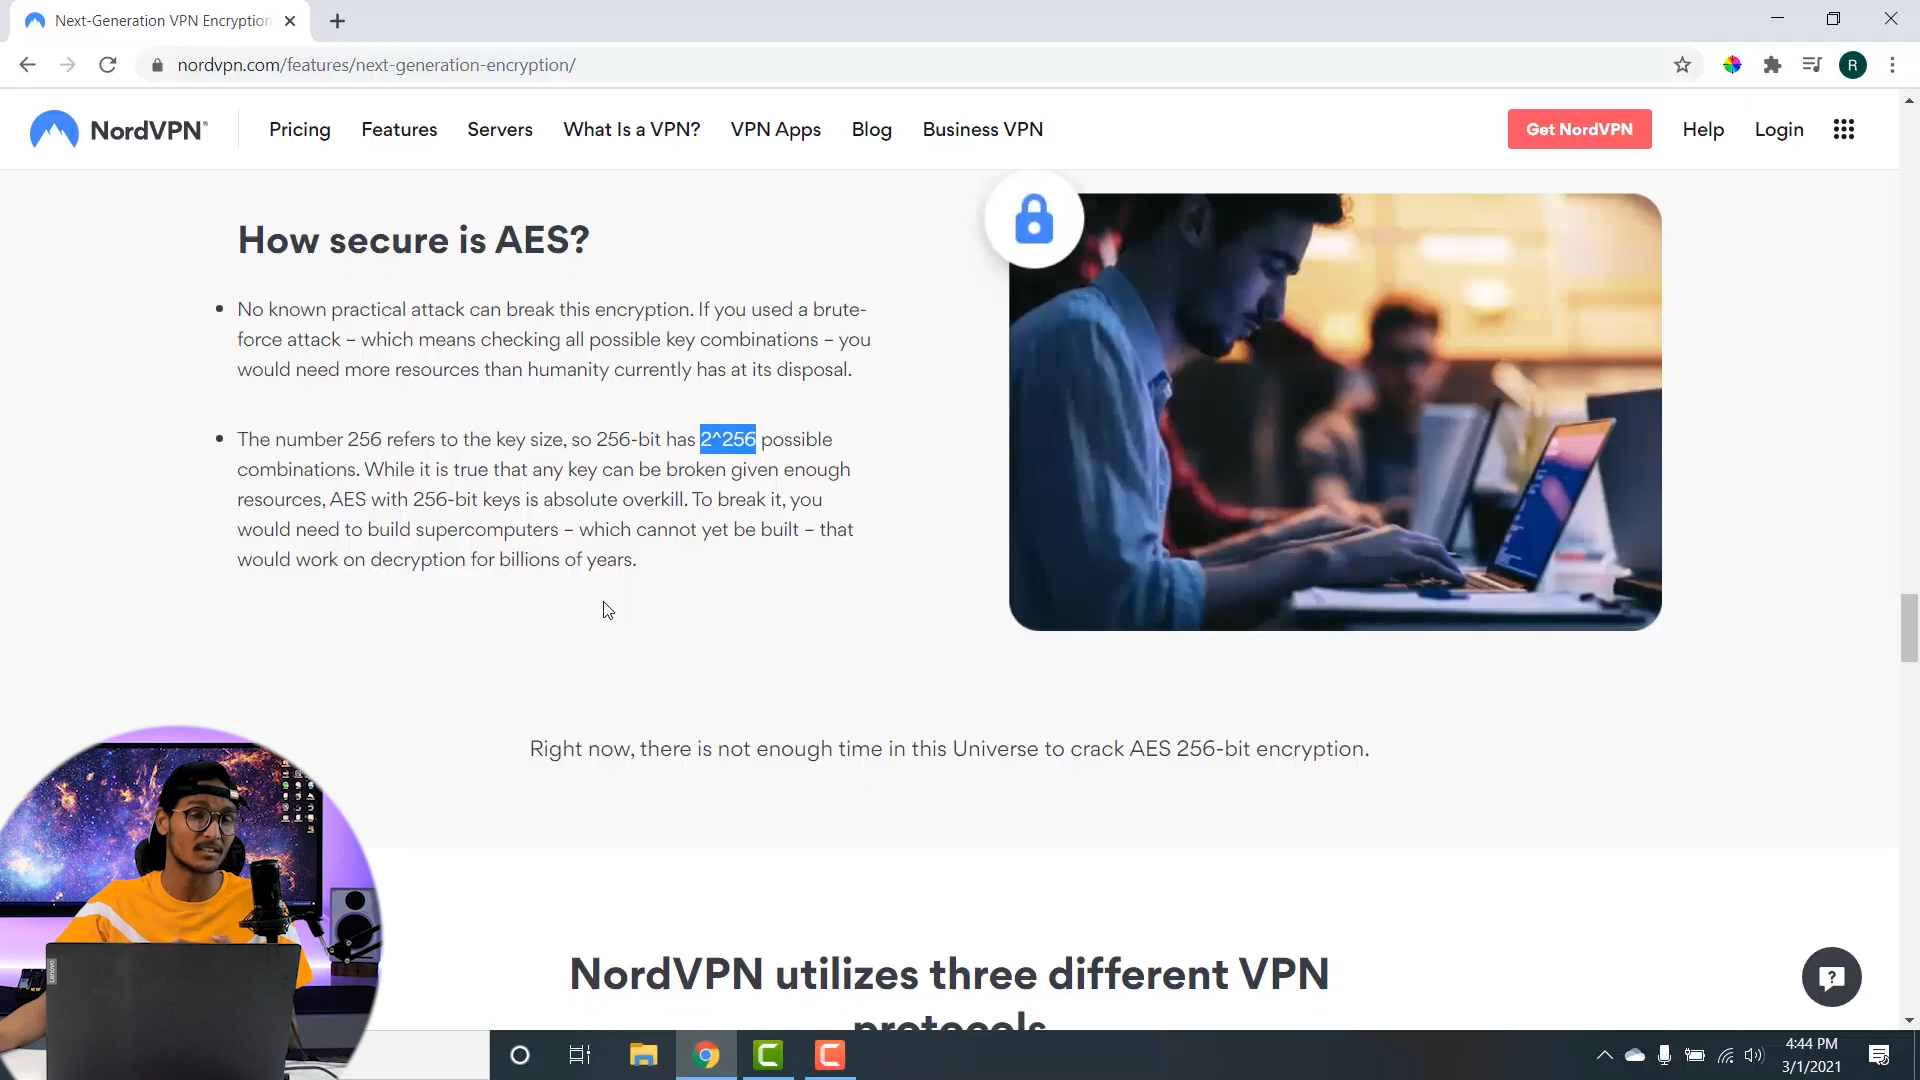 Next-Generation VPN Encryption
nordvpn.com/features/next-generation-encryption/
R
NordVPN®
Pricing
Features
Servers
What Is a VPN?
VPN Apps
Blog
Business VPN
Get NordVPN
Help
Login
How secure is AES?
• No known practical attack can break this encryption. If you used a brute-
force attack – which means checking all possible key combinations – you
would need more resources than humanity currently has at its disposal.
• The number 256 refers to the key size, so 256-bit has 2^256 possible
combinations. While it is true that any key can be broken given enough
resources, AES with 256-bit keys is absolute overkill. To break it, you
would need to build supercomputers – which cannot yet be built – that
would work on decryption for billions of years.
Right now, there is not enough time in this Universe to crack AES 256-bit encryption.
NordVPN utilizes three different VPN
protocols
Lenovo
4:44 PM
3/1/2021